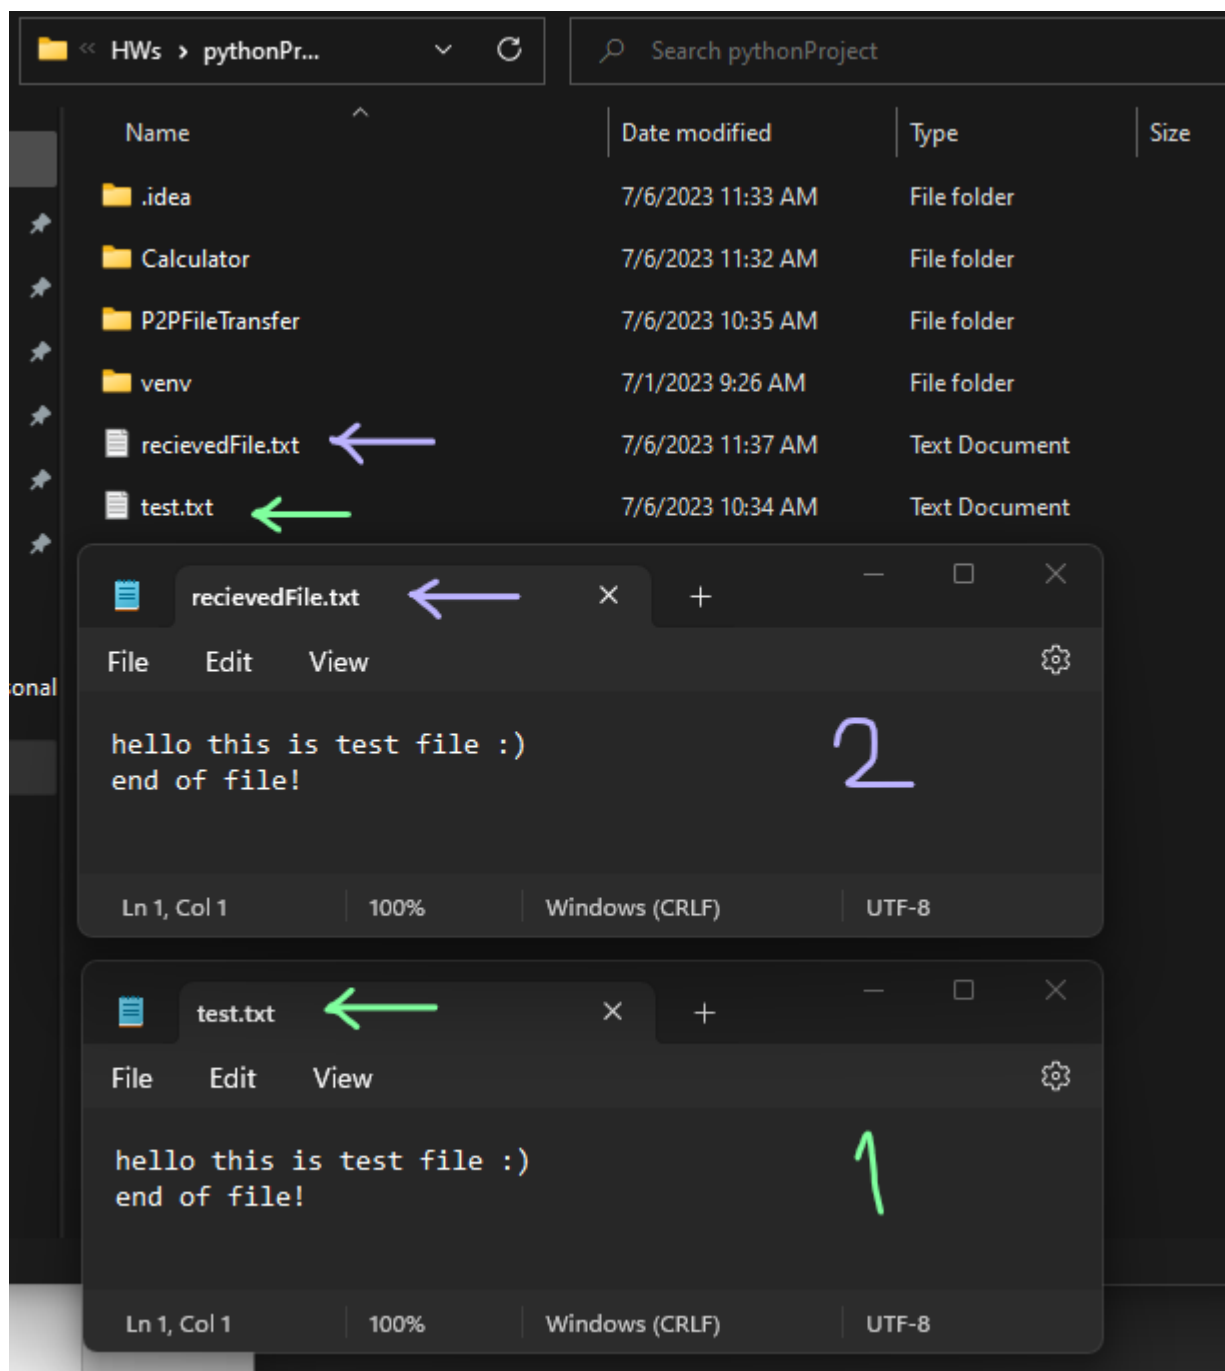 HWs > pythonPr...
Search pythonProject
Name Date modified Type Size
.idea 7/6/2023 11:33 AM File folder
Calculator 7/6/2023 11:32 AM File folder
P2PFileTransfer 7/6/2023 10:35 AM File folder
venv 7/1/2023 9:26 AM File folder
recievedFile.txt 7/6/2023 11:37 AM Text Document
test.txt 7/6/2023 10:34 AM Text Document
recievedFile.txt
File Edit View
sonal
hello this is test file :)
end of file!
2
Ln 1, Col 1 100% Windows (CRLF) UTF-8
test.txt
File Edit View
hello this is test file :)
end of file!
1
Ln 1, Col 1 100% Windows (CRLF) UTF-8